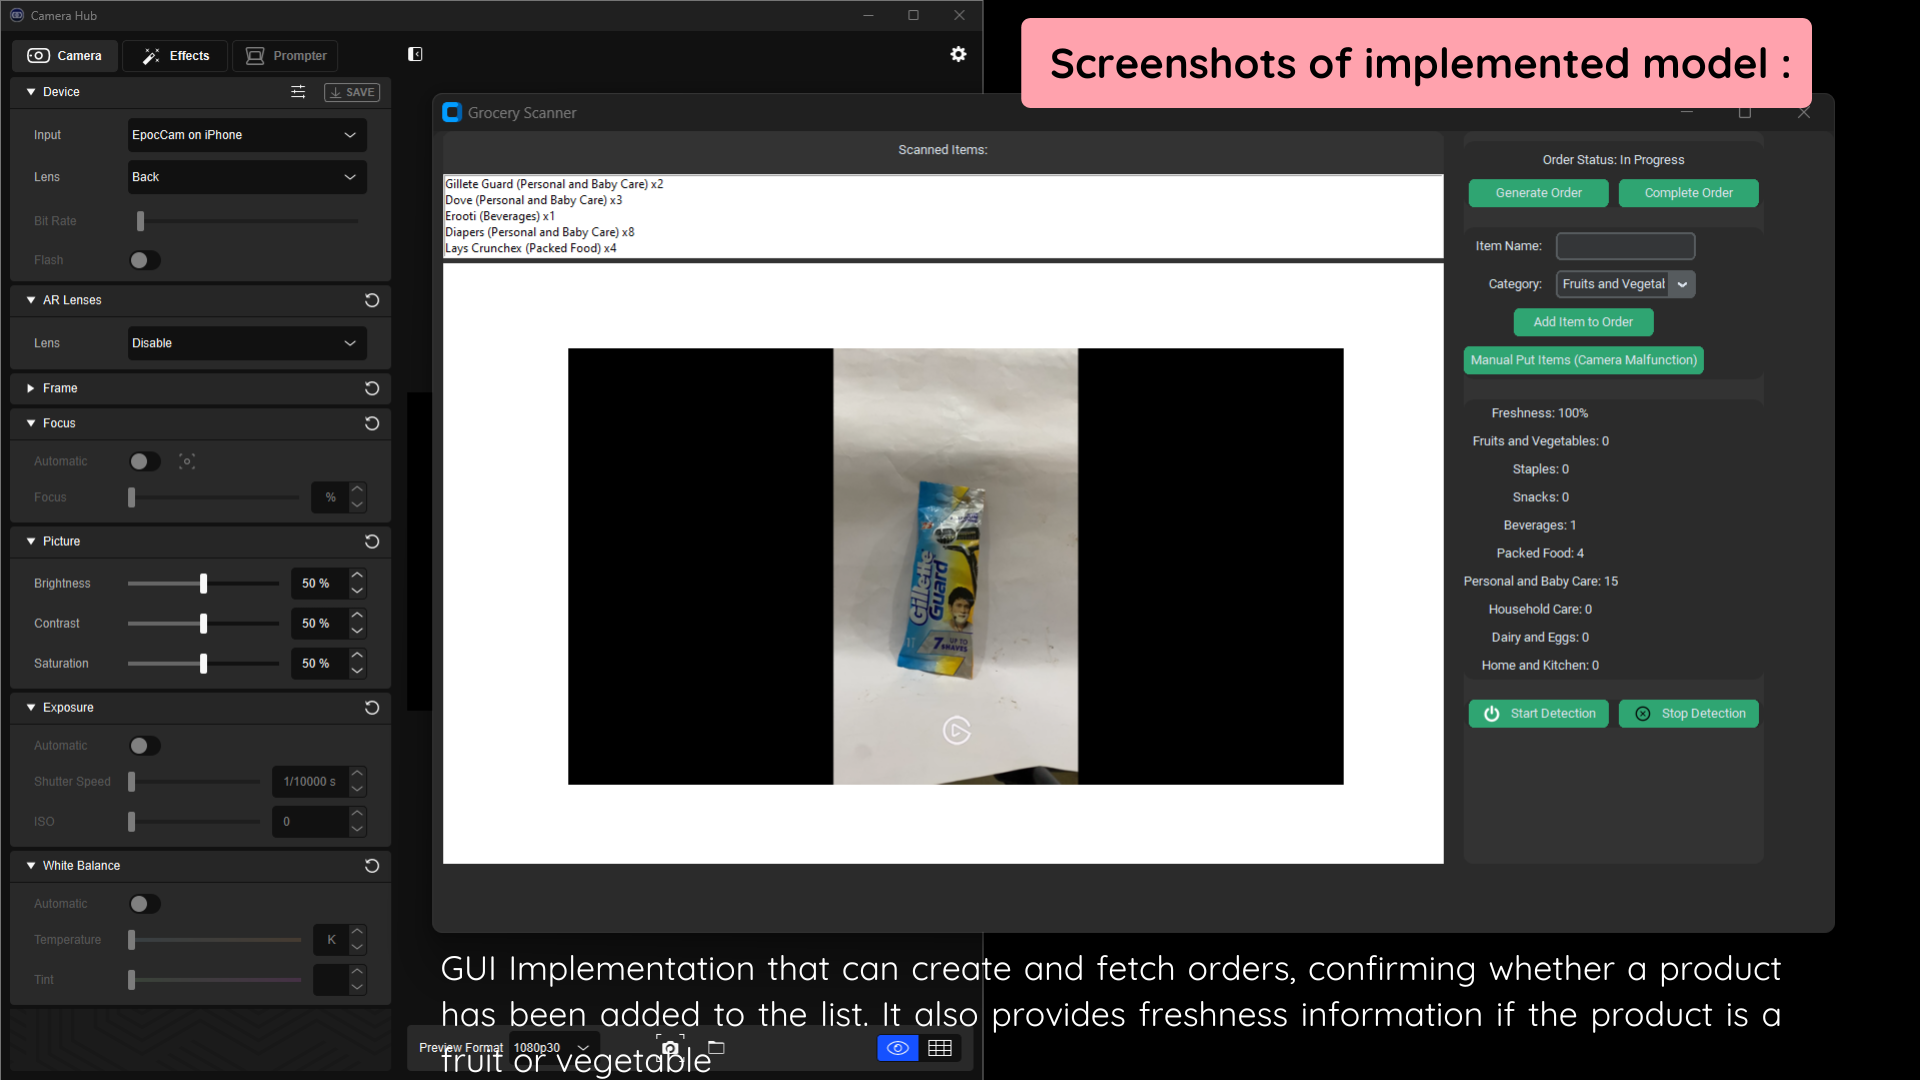 Camera Hub
Camera
Effects
Prompter
Device
SAVE
Input
EpocCam on iPhone
Lens
Back
Bit Rate
Flash
AR Lenses
Lens
Disable
Frame
Focus
Automatic
Focus
%
Picture
Brightness
50 %
Contrast
50 %
Saturation
50 %
Exposure
Automatic
Shutter Speed
1/10000 s
ISO
0
White Balance
Automatic
Temperature
K
Tint
Preview Format
1080p30
Screenshots of implemented model :
Grocery Scanner
Scanned Items:
Gillete Guard (Personal and Baby Care) x2
Dove (Personal and Baby Care) x3
Erooti (Beverages) x1
Diapers (Personal and Baby Care) x8
Lays Crunchex (Packed Food) x4
Gillette
Guard
7 UP TO
SHAVES
Order Status: In Progress
Generate Order
Complete Order
Item Name:
Category:
Fruits and Vegetal
Add Item to Order
Manual Put Items (Camera Malfunction)
Freshness: 100%
Fruits and Vegetables: 0
Staples: 0
Snacks: 0
Beverages: 1
Packed Food: 4
Personal and Baby Care: 15
Household Care: 0
Dairy and Eggs: 0
Home and Kitchen: 0
Start Detection
Stop Detection
GUI Implementation that can create and fetch orders, confirming whether a product
has been added to the list. It also provides freshness information if the product is a
fruit or vegetable